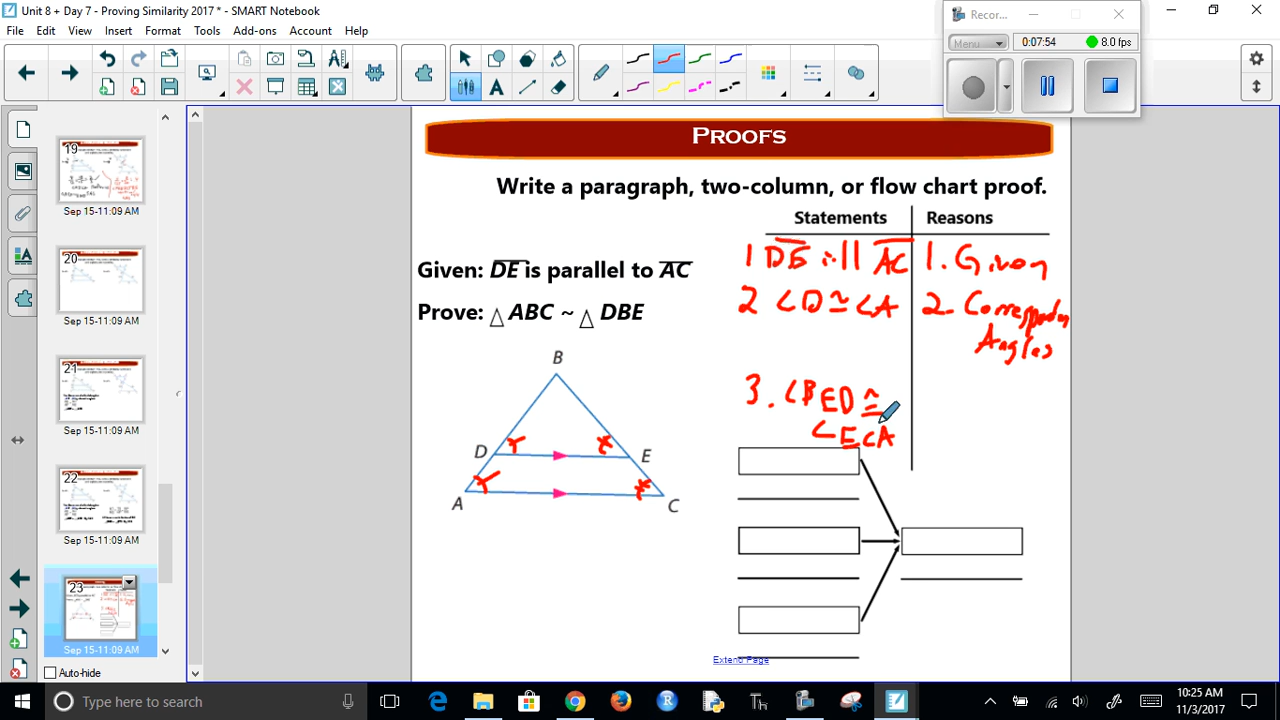 Unit 8 + Day 7 - Proving Similarity 2017 * - SMART Notebook
Recor...
File Edit View Insert Format Tools Add-ons Account Help
Menu
0:07:54
8.0 fps
19
Sep 15-11:09 AM
20
Sep 15-11:09 AM
21
Sep 15-11:09 AM
22
Sep 15-11:09 AM
23
Sep 15-11:09 AM
Auto-hide
PROOFS
Write a paragraph, two-column, or flow chart proof.
Statements Reasons
Given: DE is parallel to AC
Prove: △ ABC ~ △ DBE
1 DE || AC 1. Given
2 <D ≅ <A 2. Correspondin
Angles
3. <BED ≅
<ECA
B
D E
A C
Extend Page
Type here to search
10:25 AM
11/3/2017